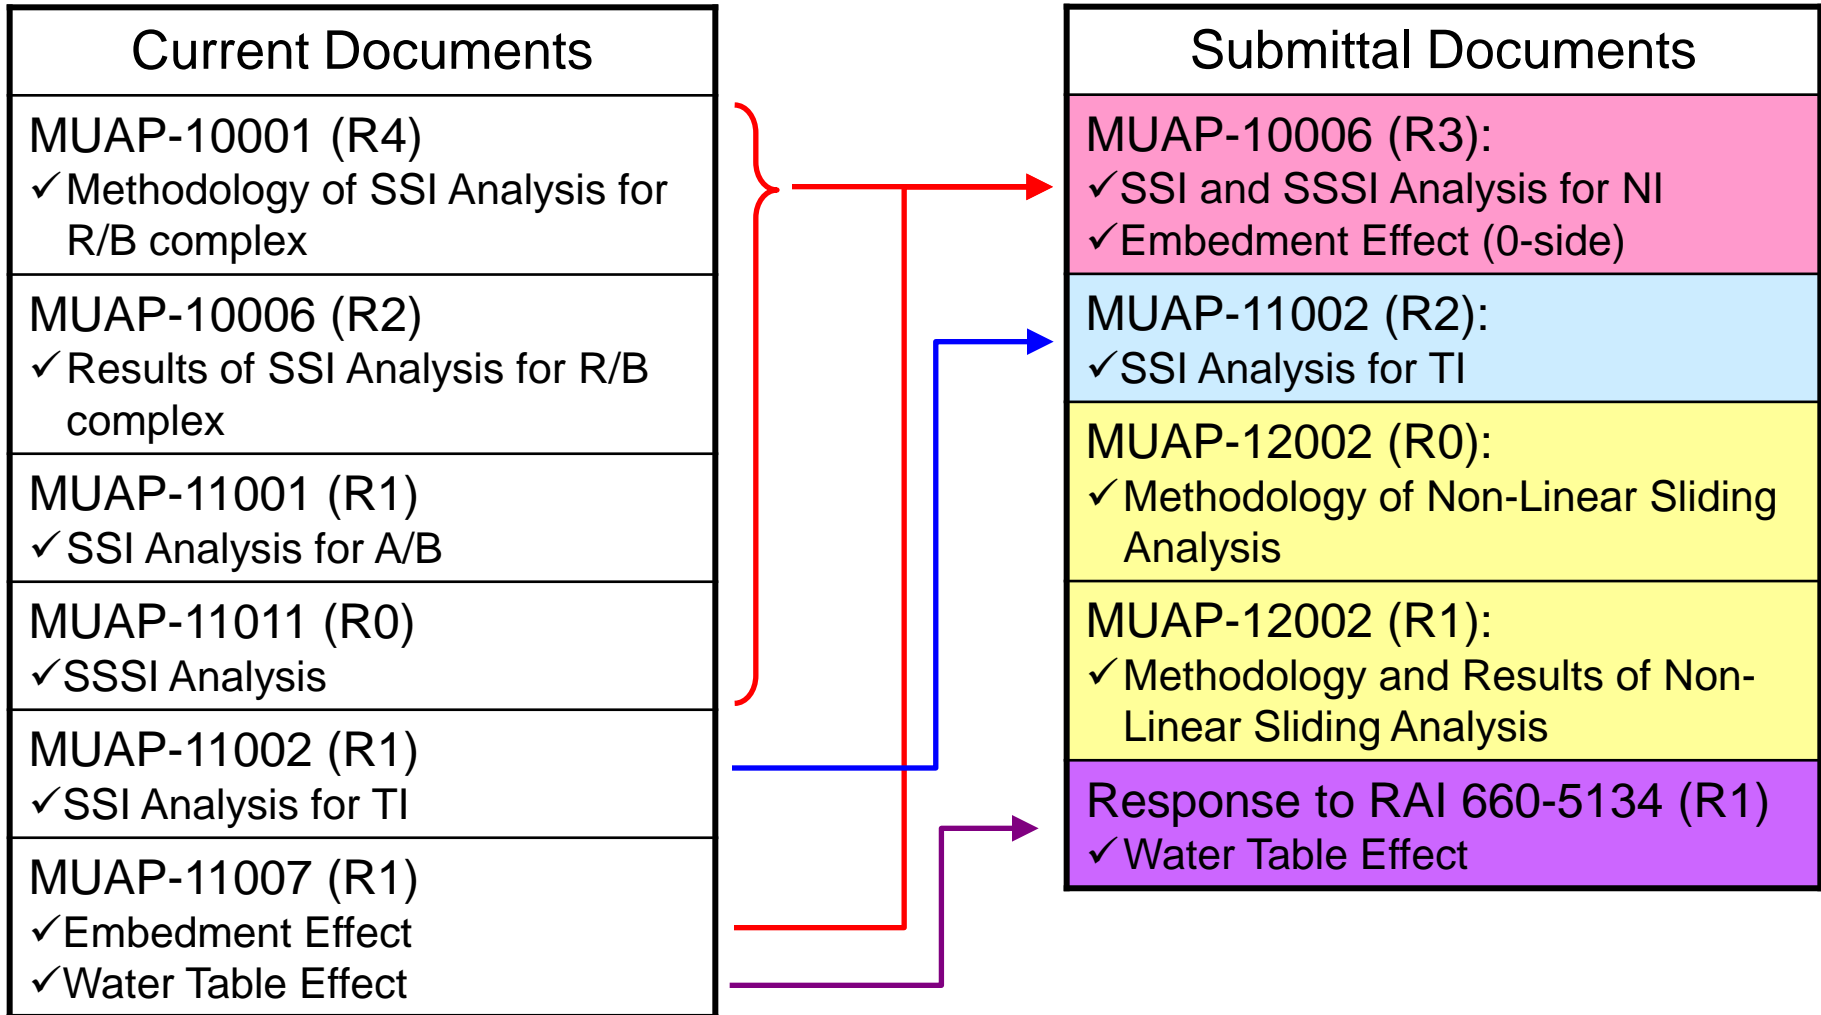 Current Documents
MUAP-10001 (R4)
✓Methodology of SSI Analysis for
R/B complex
MUAP-10006 (R2)
✓Results of SSI Analysis for R/B
complex
MUAP-11001 (R1)
✓SSI Analysis for A/B
MUAP-11011 (R0)
✓SSSI Analysis
MUAP-11002 (R1)
✓SSI Analysis for TI
MUAP-11007 (R1)
✓Embedment Effect
✓Water Table Effect
Submittal Documents
MUAP-10006 (R3):
✓SSI and SSSI Analysis for NI
✓Embedment Effect (0-side)
MUAP-11002 (R2):
✓SSI Analysis for TI
MUAP-12002 (R0):
✓Methodology of Non-Linear Sliding
Analysis
MUAP-12002 (R1):
✓Methodology and Results of Non-
Linear Sliding Analysis
Response to RAI 660-5134 (R1)
✓Water Table Effect